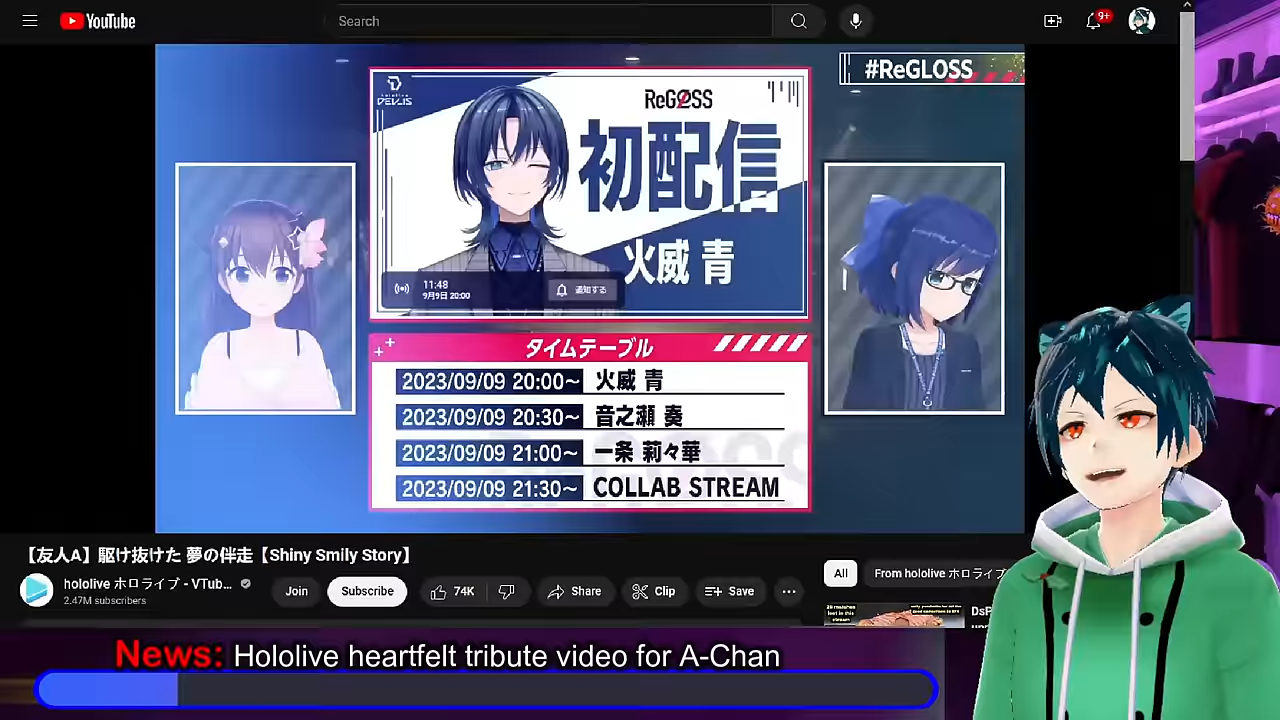 YouTube
Search
9+
#ReGLOSS
hololive
DEV_IS
ReGLOSS
初配信
火威 青
11:48
9月9日 20:00
通知する
タイムテーブル
2023/09/09 20:00~ 火威 青
2023/09/09 20:30~ 音之瀬 奏
2023/09/09 21:00~ 一条 莉々華
2023/09/09 21:30~ COLLAB STREAM
【友人A】駆け抜けた 夢の伴走【Shiny Smily Story】
hololive ホロライブ - VTub...
2.47M subscribers
Join
Subscribe
74K
Share
Clip
Save
All
From hololive ホロライブ
DsP
News: Hololive heartfelt tribute video for A-Chan